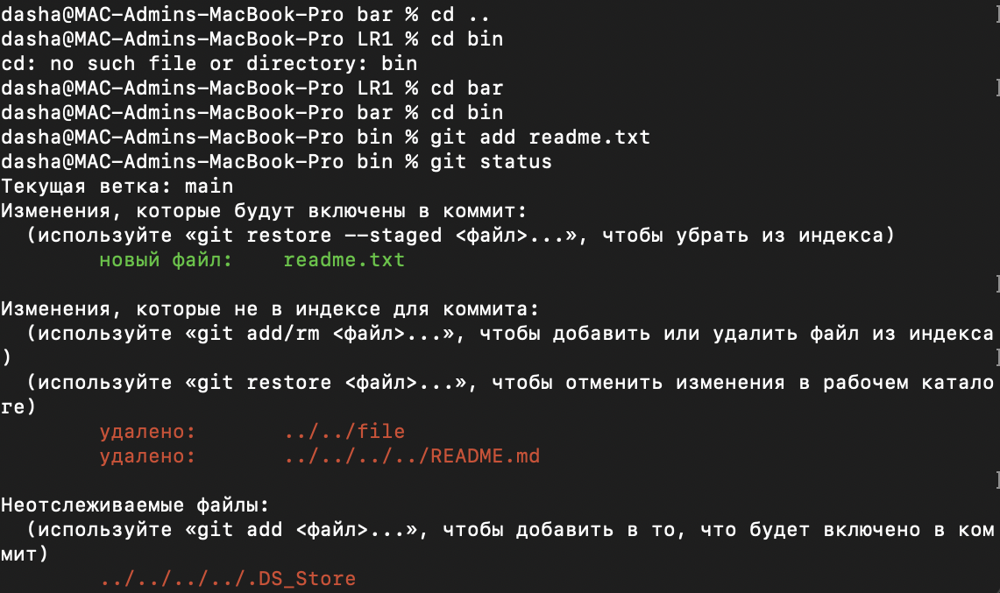 dasha@MAC-Admins-MacBook-Pro bar % cd ..
dasha@MAC-Admins-MacBook-Pro LR1 % cd bin
cd: no such file or directory: bin
dasha@MAC-Admins-MacBook-Pro LR1 % cd bar
dasha@MAC-Admins-MacBook-Pro bar % cd bin
dasha@MAC-Admins-MacBook-Pro bin % git add readme.txt
dasha@MAC-Admins-MacBook-Pro bin % git status
Текущая ветка: main
Изменения, которые будут включены в коммит:
  (используйте «git restore --staged <файл>...», чтобы убрать из индекса)
        новый файл:    readme.txt

Изменения, которые не в индексе для коммита:
  (используйте «git add/rm <файл>...», чтобы добавить или удалить файл из индекса
)
  (используйте «git restore <файл>...», чтобы отменить изменения в рабочем катало
ге)
        удалено:       ../../file
        удалено:       ../../../../README.md

Неотслеживаемые файлы:
  (используйте «git add <файл>...», чтобы добавить в то, что будет включено в ком
мит)
        ../../../../.DS_Store